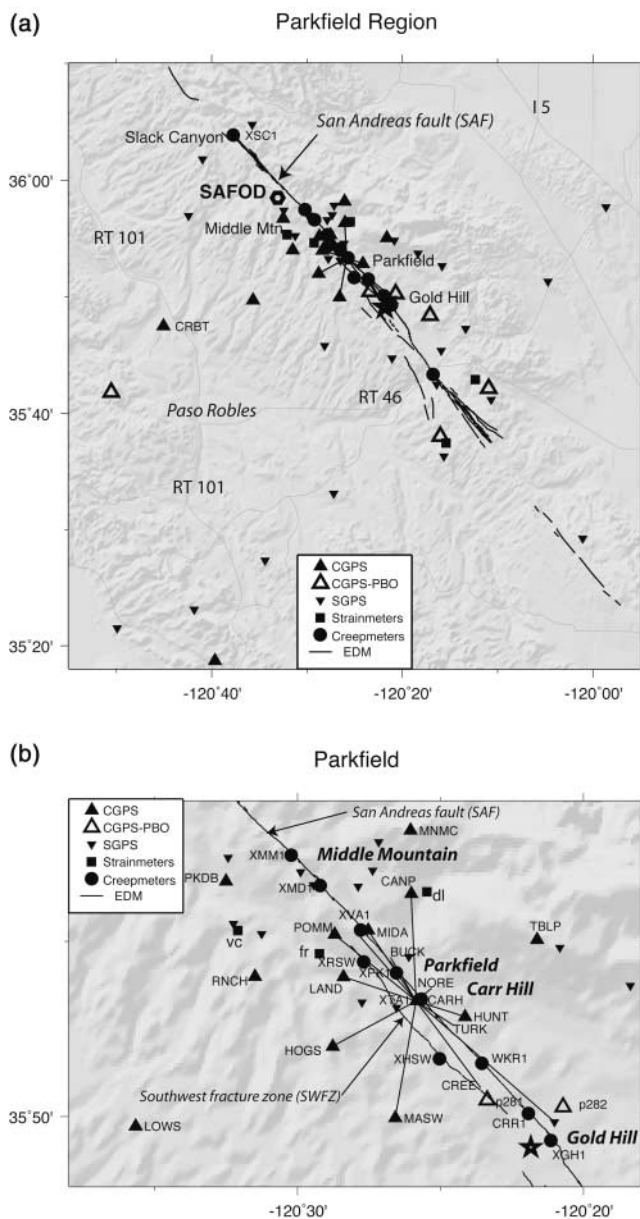 Parkfield Region
(a)
San Andreas fault (SAF)
I 5
Slack Canyon
XSC1
36°00'
SAFOD
RT 101
Middle Mtn
Parkfield
Gold Hill
CRBT
35°40'
Paso Robles
RT 46
RT 101
CGPS
CGPS-PBO
SGPS
Strainmeters
Creepmeters
EDM
35°20'
-120°40'
-120°20'
-120°00'
(b)
Parkfield
CGPS
CGPS-PBO
SGPS
Strainmeters
Creepmeters
EDM
San Andreas fault (SAF)
MNMC
XMM1
Middle Mountain
PKDB
XMD1
CANP
dl
XVA1
POMM
MIDA
TBLP
vc
fr
XRSW
BUCK
Parkfield
RNCH
LAND
XPK1
NORE
Carr Hill
XTA1
CARH
HUNT
TURK
HOGS
XHSW
WKR1
Southwest fracture zone (SWFZ)
CREE
p281
p282
35°50'
LOWS
MASW
CRR1
Gold Hill
XGH1
-120°30'
-120°20'